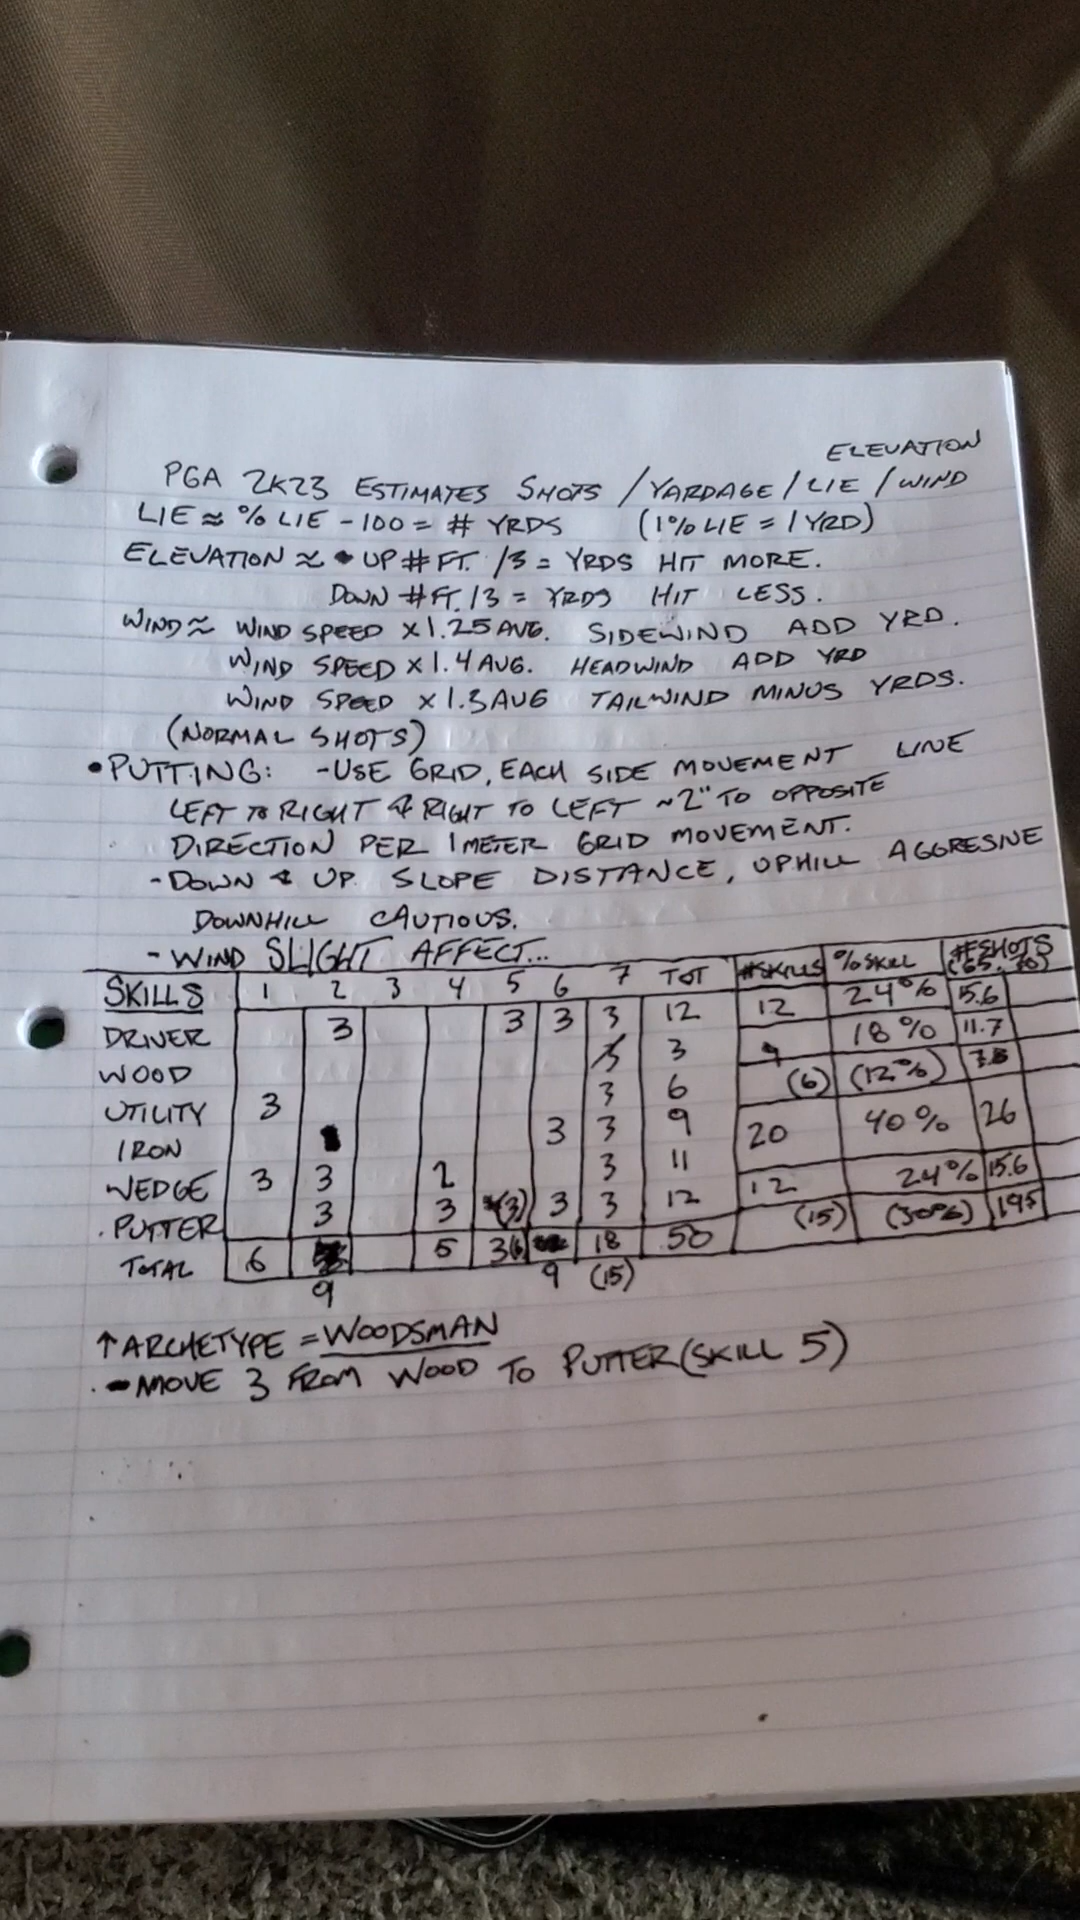 ELEVATION
PGA 2K23 ESTIMATES SHOTS / YARDAGE / LIE / WIND
LIE ≈ % LIE - 100 = # YRDS (1% LIE = 1 YRD)
ELEVATION ≈ • UP # FT. /3 = YRDS HIT MORE.
DOWN # FT. /3 = YRDS HIT LESS.
WIND ≈ WIND SPEED X 1.25 AVG. SIDEWIND ADD YRD.
WIND SPEED X 1.4 AVG. HEADWIND ADD YRD
WIND SPEED X 1.3 AVG TAILWIND MINUS YRDS.
(NORMAL SHOTS)
• PUTTING: - USE GRID, EACH SIDE MOVEMENT LINE
LEFT TO RIGHT & RIGHT TO LEFT ~2" TO OPPOSITE
DIRECTION PER 1 METER GRID MOVEMENT.
- DOWN & UP SLOPE DISTANCE, UPHILL AGGRESIVE
DOWNHILL CAUTIOUS.
- WIND SLIGHT AFFECT...
SKILLS 1 2 3 4 5 6 7 TOT #SKILLS %SKILL #SHOTS
DRIVER 3 3 3 3 12 12 24% 15.6
WOOD 3 3 9 18% 11.7
UTILITY 3 3 6 (6) (12%)
IRON 3 3 9 20 40% 26
WEDGE 3 3 2 3 11 12 24% 15.6
PUTTER 3 3 (3) 3 3 12 (15) (30%)
TOTAL 6 5 3 18 50
9 9 (15)
↑ ARCHETYPE = WOODSMAN
- MOVE 3 FROM WOOD TO PUTTER (SKILL 5)